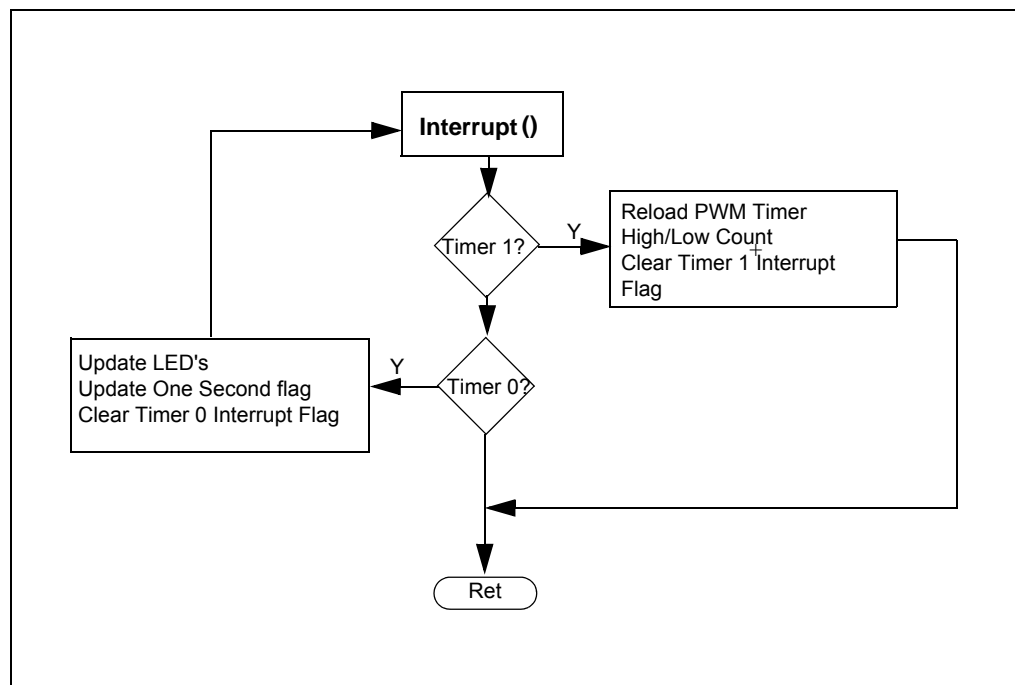 Interrupt()
Timer 1?
Y
Reload PWM Timer
High/Low Count
Clear Timer 1 Interrupt
Flag
Timer 0?
Y
Update LED's
Update One Second flag
Clear Timer 0 Interrupt Flag
Ret